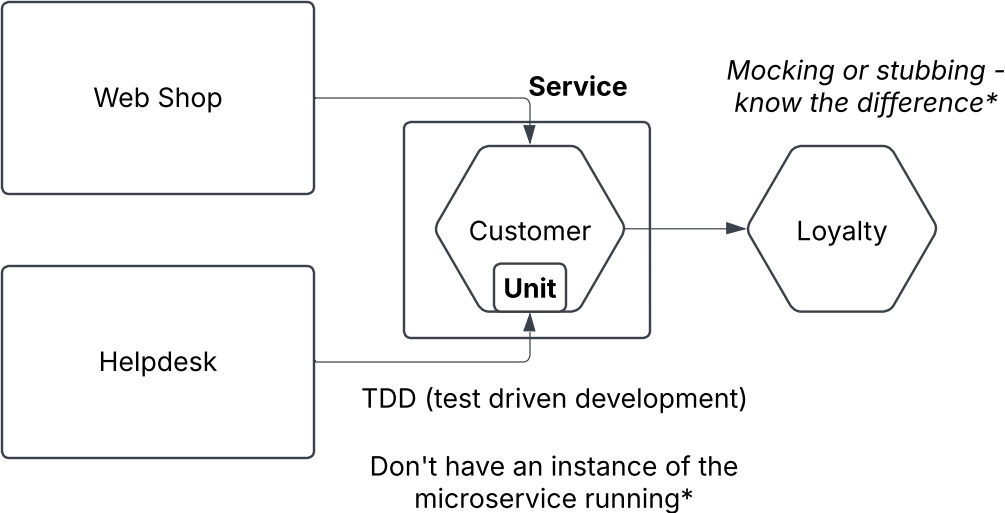 Web Shop
Service
Mocking or stubbing -
know the difference*
Customer
Loyalty
Unit
Helpdesk
TDD (test driven development)
Don't have an instance of the
microservice running*